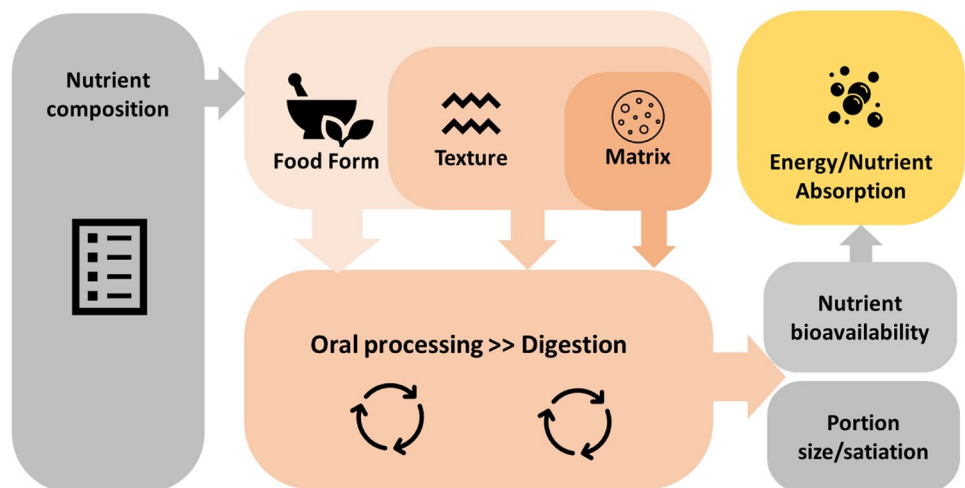 Nutrient
composition
Food Form
Texture
Matrix
Energy/Nutrient
Absorption
Oral processing >> Digestion
Nutrient
bioavailability
Portion
size/satiation